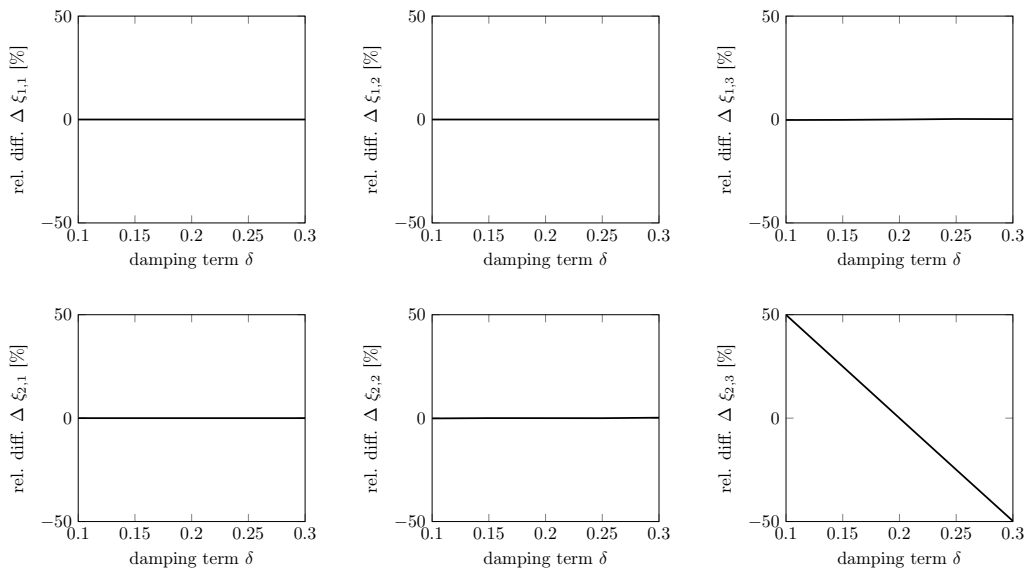 rel. diff. Δ ξ1,1 [%]
50
0
−50
0.1 0.15 0.2 0.25 0.3
damping term δ
rel. diff. Δ ξ1,2 [%]
50
0
−50
0.1 0.15 0.2 0.25 0.3
damping term δ
rel. diff. Δ ξ1,3 [%]
50
0
−50
0.1 0.15 0.2 0.25 0.3
damping term δ
rel. diff. Δ ξ2,1 [%]
50
0
−50
0.1 0.15 0.2 0.25 0.3
damping term δ
rel. diff. Δ ξ2,2 [%]
50
0
−50
0.1 0.15 0.2 0.25 0.3
damping term δ
rel. diff. Δ ξ2,3 [%]
50
0
−50
0.1 0.15 0.2 0.25 0.3
damping term δ